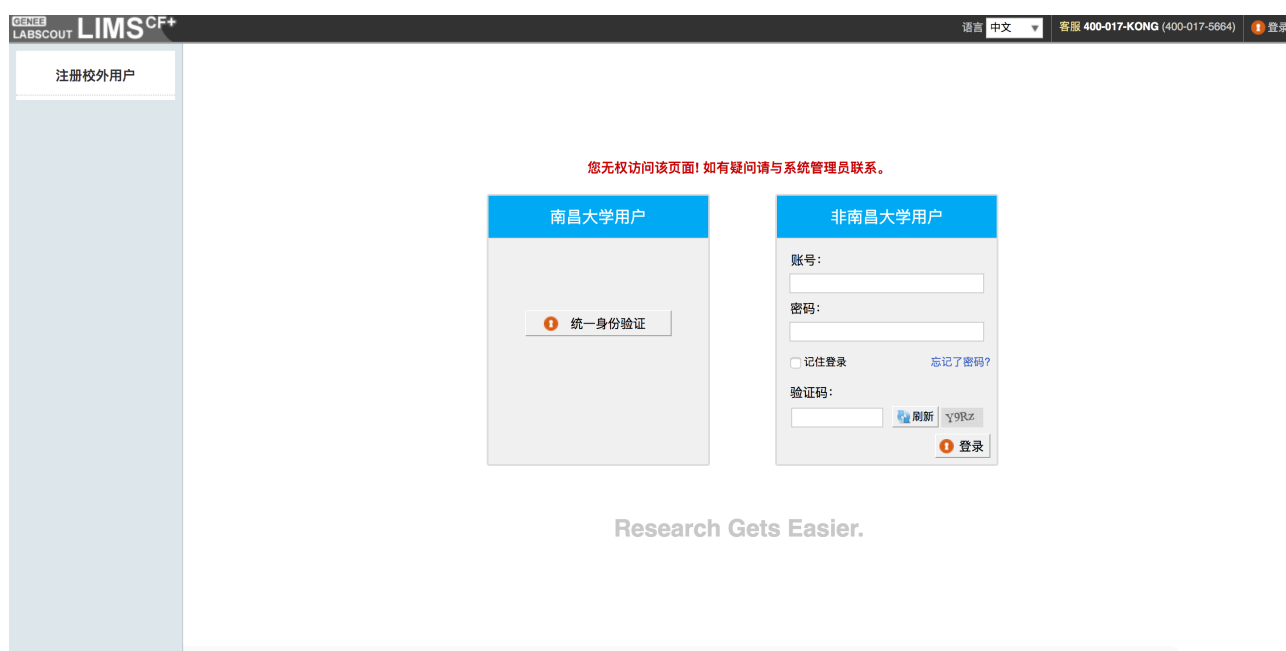 GENEE
LABSCOUT LIMS CF+
语言 中文 客服 400-017-KONG (400-017-5664) 登录
注册校外用户
您无权访问该页面! 如有疑问请与系统管理员联系。
南昌大学用户
统一身份验证
非南昌大学用户
账号:
密码:
记住登录 忘记了密码?
验证码:
刷新 Y9Rz
登录
Research Gets Easier.